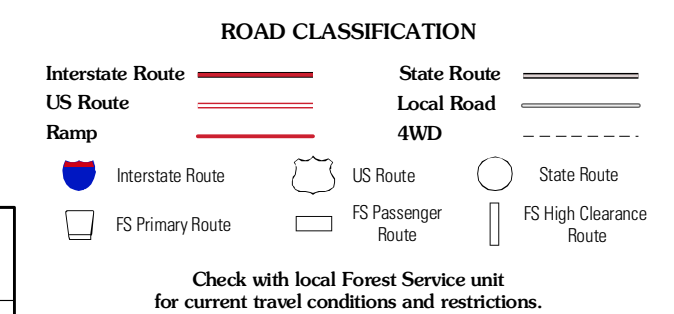 ROAD CLASSIFICATION
Interstate Route
State Route
US Route
Local Road
Ramp
4WD
Interstate Route
US Route
State Route
FS Primary Route
FS Passenger
Route
FS High Clearance
Route
Check with local Forest Service unit
for current travel conditions and restrictions.